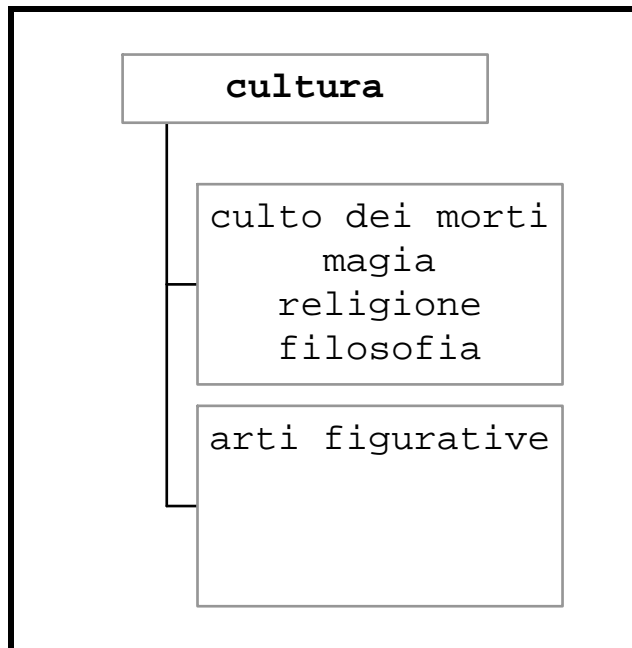 cultura
culto dei morti
magia
religione
filosofia
arti figurative